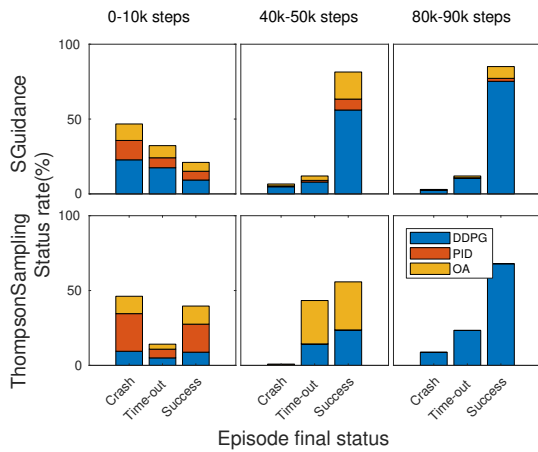 0-10k steps 40k-50k steps 80k-90k steps
SGuidance
ThompsonSampling
Status rate(%)
100
50
0
100
50
0
DDPG
PID
OA
Crash Time-out Success Crash Time-out Success Crash Time-out Success
Episode final status